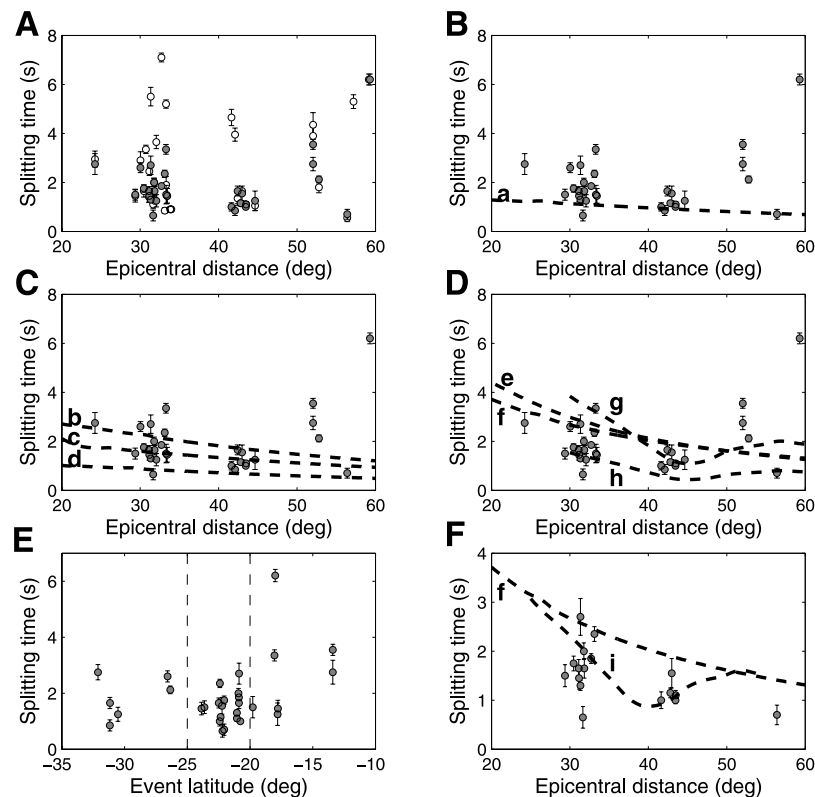 A
8
6
4
2
0
20 30 40 50 60
Splitting time (s)
Epicentral distance (deg)
B
8
6
4
2
0
20 30 40 50 60
Splitting time (s)
Epicentral distance (deg)
a
C
8
6
4
2
0
20 30 40 50 60
Splitting time (s)
Epicentral distance (deg)
b
c
d
D
8
6
4
2
0
20 30 40 50 60
Splitting time (s)
Epicentral distance (deg)
e
f
g
h
E
6
4
2
0
−35 −30 −25 −20 −15 −10
Splitting time (s)
Event latitude (deg)
F
4
3
2
1
0
20 30 40 50 60
Splitting time (s)
Epicentral distance (deg)
f
i